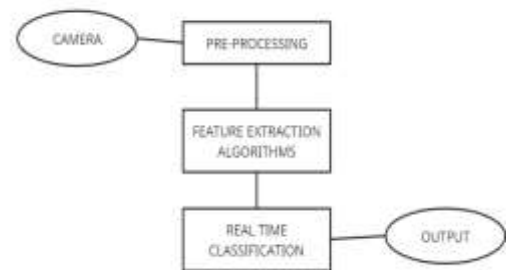 CAMERA
PRE-PROCESSING
FEATURE EXTRACTION
ALGORITHMS
REAL TIME
CLASSIFICATION
OUTPUT